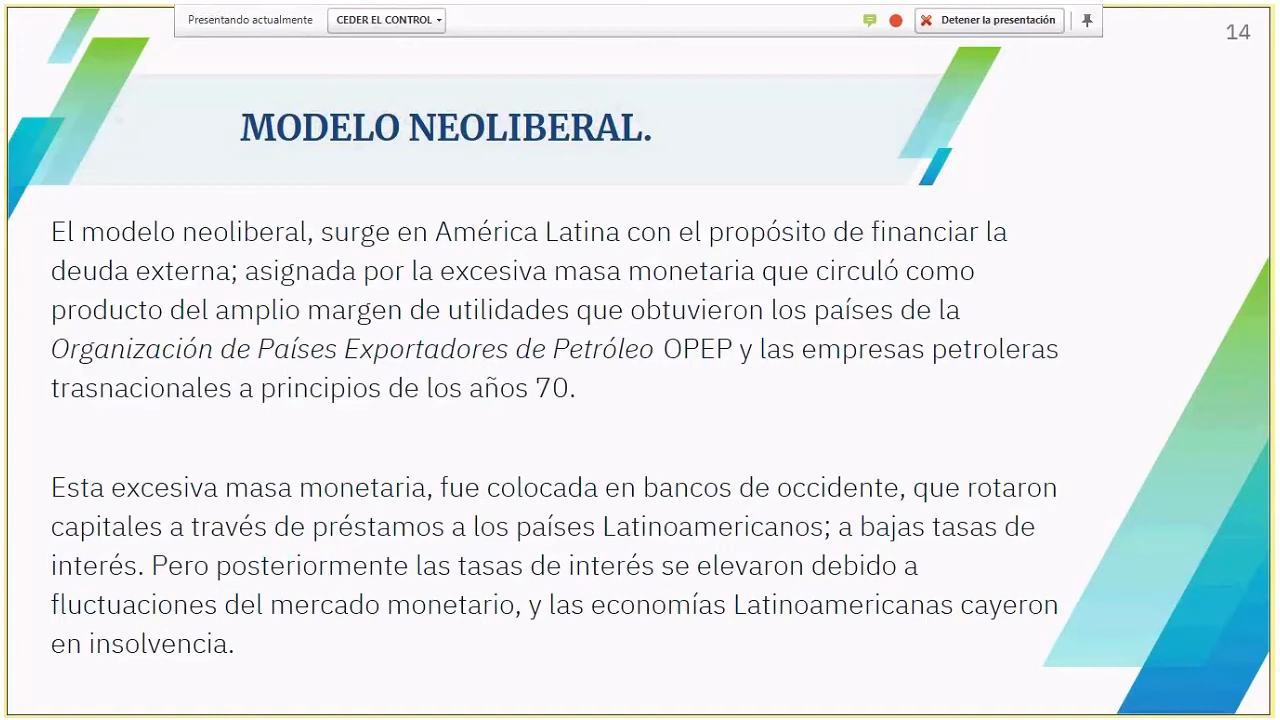 Presentando actualmente CEDER EL CONTROL Detener la presentación
14
MODELO NEOLIBERAL.
El modelo neoliberal, surge en América Latina con el propósito de financiar la
deuda externa; asignada por la excesiva masa monetaria que circuló como
producto del amplio margen de utilidades que obtuvieron los países de la
Organización de Países Exportadores de Petróleo OPEP y las empresas petroleras
trasnacionales a principios de los años 70.
Esta excesiva masa monetaria, fue colocada en bancos de occidente, que rotaron
capitales a través de préstamos a los países Latinoamericanos; a bajas tasas de
interés. Pero posteriormente las tasas de interés se elevaron debido a
fluctuaciones del mercado monetario, y las economías Latinoamericanas cayeron
en insolvencia.